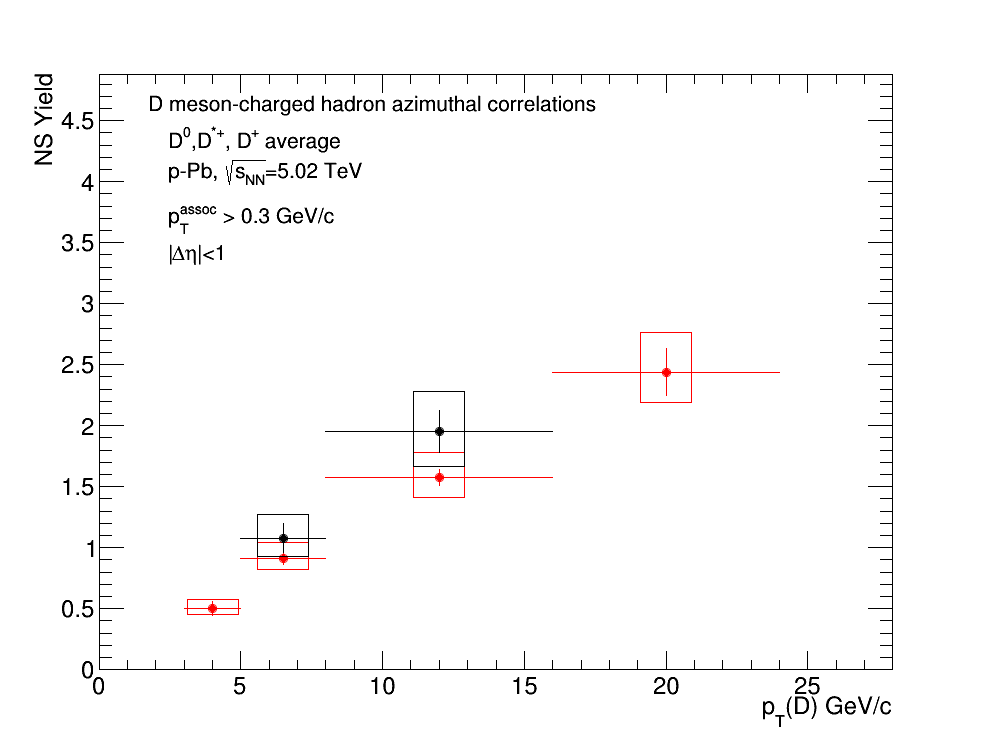 NS Yield
D meson-charged hadron azimuthal correlations
D⁰,D*⁺, D⁺ average
p-Pb, √s_NN=5.02 TeV
p_T^assoc > 0.3 GeV/c
|Δη|<1
4.5
4
3.5
3
2.5
2
1.5
1
0.5
0
0 5 10 15 20 25
p_T(D) GeV/c